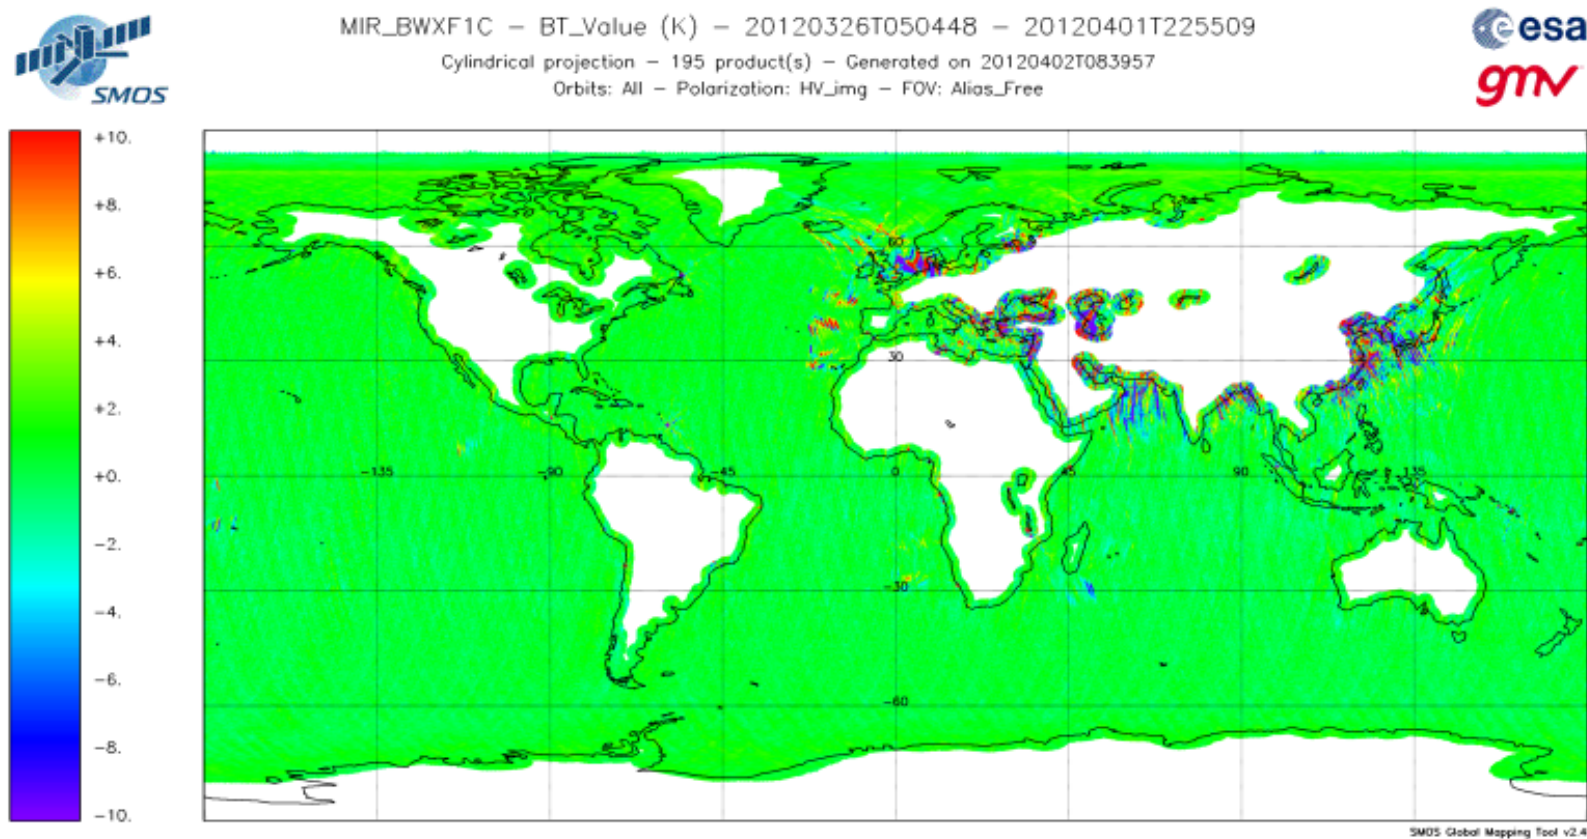 MIR_BWXF1C – BT_Value (K) – 20120326T050448 – 20120401T225509
Cylindrical projection – 195 product(s) – Generated on 20120402T083957
Orbits: All – Polarization: HV_img – FOV: Alias_Free
SMOS
esa
gmv
+10.
+8.
+6.
+4.
+2.
+0.
−2.
−4.
−6.
−8.
−10.
60
30
−135 −90 −45 0 45 90 135
−30
−60
SMOS Global Mapping Tool v2.4